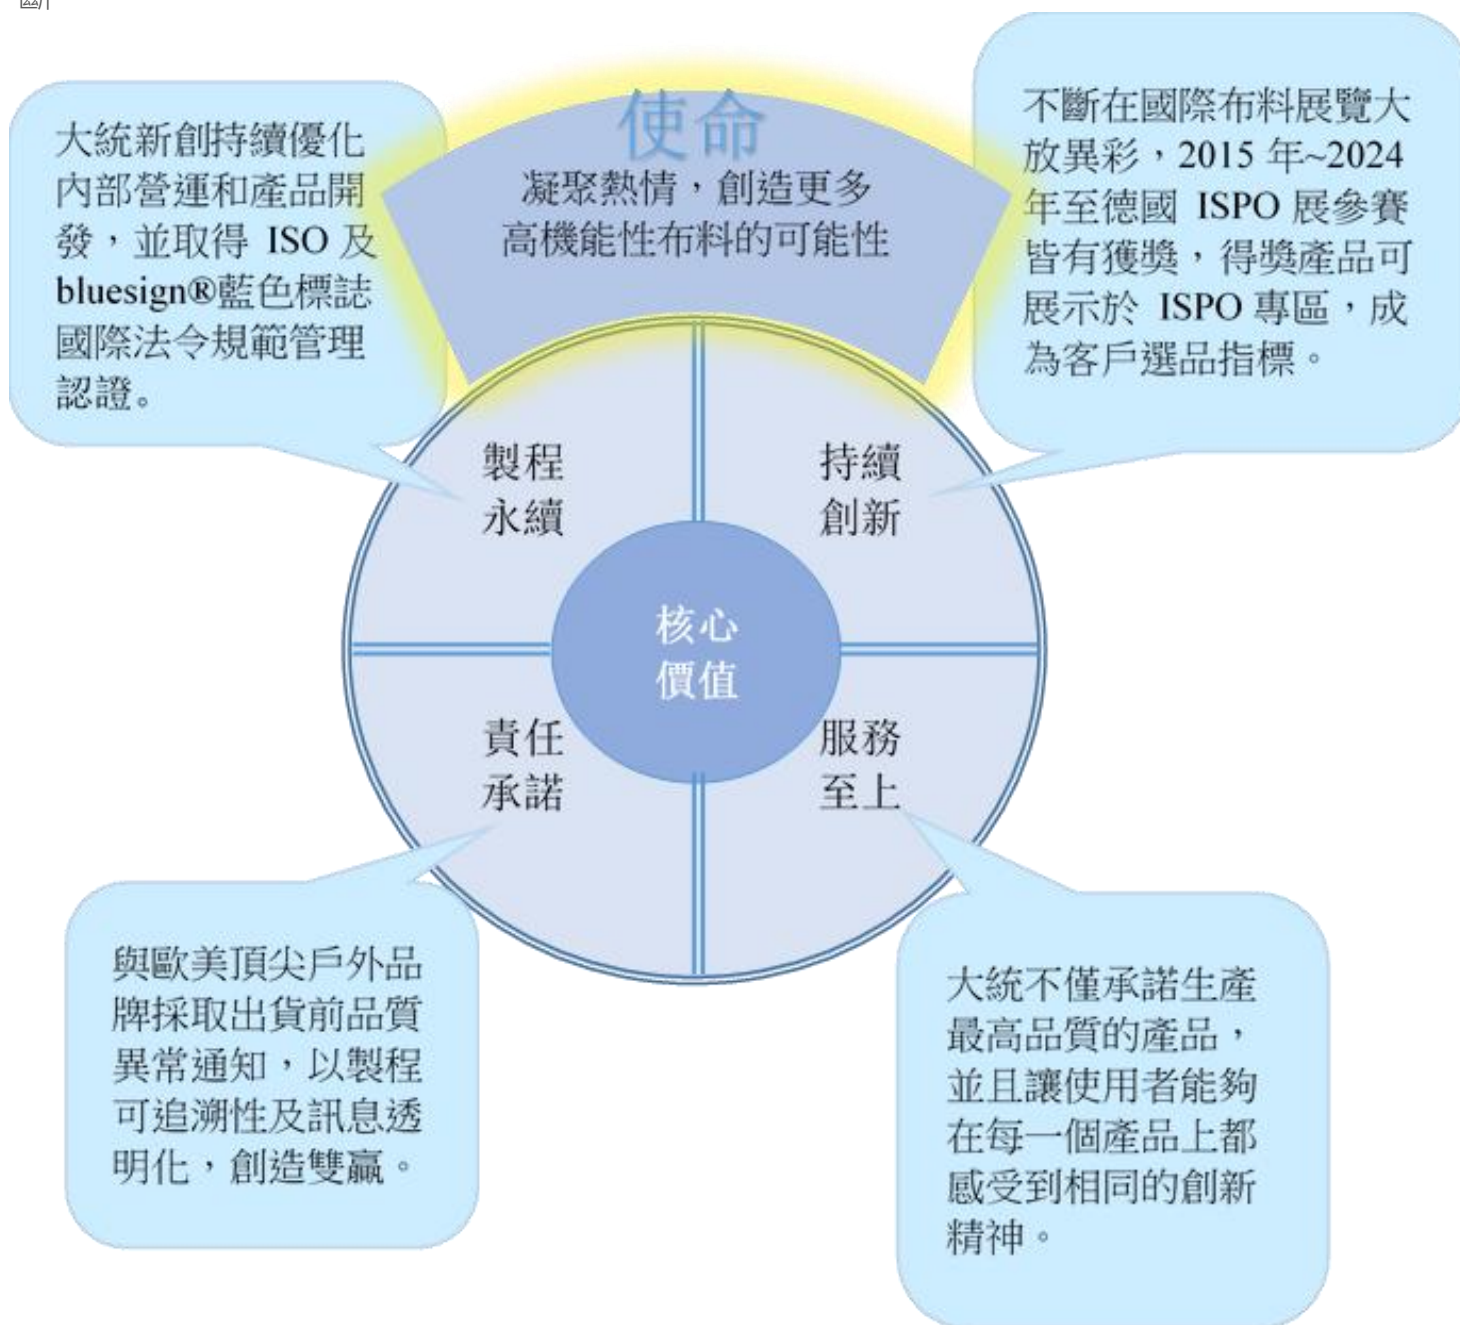 斷
使命
凝聚熱情，創造更多
高機能性布料的可能性
大統新創持續優化
內部營運和產品開
發，並取得 ISO 及
bluesign®藍色標誌
國際法令規範管理
認證。
不斷在國際布料展覽大
放異彩，2015 年~2024
年至德國 ISPO 展參賽
皆有獲獎，得獎產品可
展示於 ISPO 專區，成
為客戶選品指標。
製程
永續
持續
創新
核心
價值
責任
承諾
服務
至上
與歐美頂尖戶外品
牌採取出貨前品質
異常通知，以製程
可追溯性及訊息透
明化，創造雙贏。
大統不僅承諾生產
最高品質的產品，
並且讓使用者能夠
在每一個產品上都
感受到相同的創新
精神。